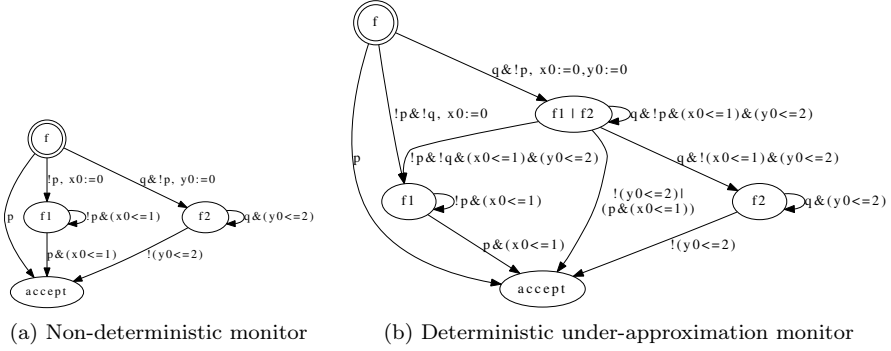 f
!p, x0:=0
q&!p, y0:=0
p
f1
!p&(x0<=1)
f2
q&(y0<=2)
p&(x0<=1)
!(y0<=2)
accept
(a) Non-deterministic monitor
f
q&!p, x0:=0,y0:=0
!p&!q, x0:=0
f1 | f2
q&!p&(x0<=1)&(y0<=2)
p
!p&!q&(x0<=1)&(y0<=2)
q&!(x0<=1)&(y0<=2)
f1
!p&(x0<=1)
!(y0<=2)|
(p&(x0<=1))
f2
q&(y0<=2)
p&(x0<=1)
!(y0<=2)
accept
(b) Deterministic under-approximation monitor